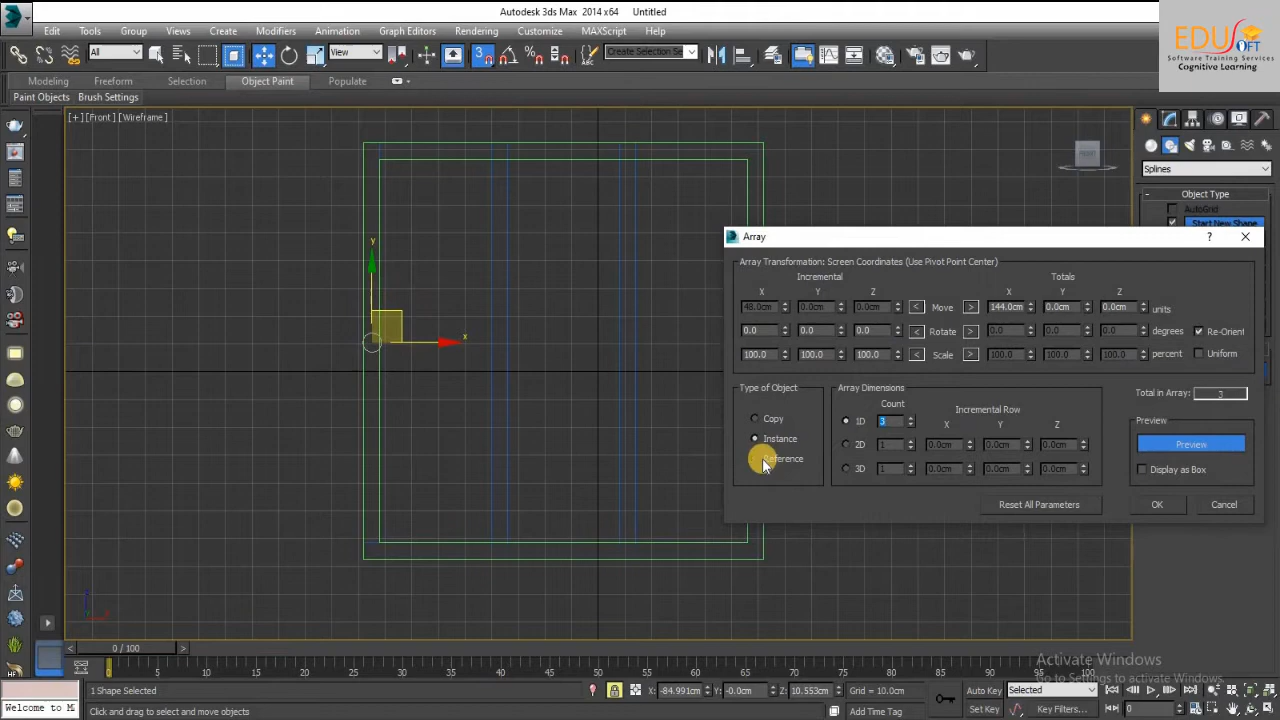 Autodesk 3ds Max 2014 x64    Untitled
EDUSOFT
Software Training Services
Cognitive Learning
Edit Tools Group Views Create Modifiers Animation Graph Editors Rendering Customize MAXScript Help
All View 3 Create Selection Se
Modeling Freeform Selection Object Paint Populate
Paint Objects Brush Settings
[+] [Front] [Wireframe]
FRONT
Splines
- Object Type
AutoGrid
Start New Shape
y
x
Array ?
Array Transformation: Screen Coordinates (Use Pivot Point Center)
Incremental Totals
X Y Z X Y Z
48.0cm 0.0cm 0.0cm < Move > 144.0cm 0.0cm 0.0cm units
0.0 0.0 0.0 < Rotate > 0.0 0.0 0.0 degrees Re-Orient
100.0 100.0 100.0 < Scale > 100.0 100.0 100.0 percent Uniform
Type of Object
Copy
Instance
Reference
Array Dimensions
Count
Incremental Row
X Y Z
1D 3
2D 1 0.0cm 0.0cm 0.0cm
3D 1 0.0cm 0.0cm 0.0cm
Total in Array: 3
Preview
Preview
Display as Box
Reset All Parameters OK Cancel
< 0 / 100 >
0 5 10 15 20 25 30 35 40 45 50 55 60 65 70 75 80 85 90 95 100
Activate Windows
Go to Settings to activate Windows.
1 Shape Selected X: -84.991cm Y: -0.0cm Z: 10.553cm Grid = 10.0cm Auto Key Selected
Welcome to M Click and drag to select and move objects Add Time Tag Set Key Key Filters... 0